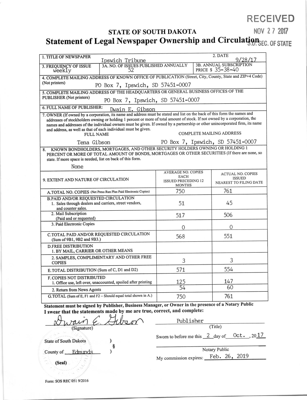 RECEIVED
NOV 27 2017
S.D. SEC. OF STATE
STATE OF SOUTH DAKOTA
Statement of Legal Newspaper Ownership and Circulation
1. TITLE OF NEWSPAPER
Ipswich Tribune
2. DATE
9/28/17
3. FREQUENCY OF ISSUE
weekly
3A. NO. OF ISSUES PUBLISHED ANNUALLY
52
3B. ANNUAL SUBSCRIPTION PRICE $ 35-38-40
4. COMPLETE MAILING ADDRESS OF KNOWN OFFICE OF PUBLICATION (Street, City, County, State and ZIP+4 Code)
(Not printers)
PO Box 7, Ipswich, SD 57451-0007
5. COMPLETE MAILING ADDRESS OF THE HEADQUARTERS OR GENERAL BUSINESS OFFICES OF THE
PUBLISHER (Not printer)
PO Box 7, Ipswich, SD 57451-0007
6. FULL NAME OF PUBLISHER:
Dwain E. Gibson
7. OWNER (If owned by a corporation, its name and address must be stated and list on the back of this form the names and
addresses of stockholders owning or holding 1 percent or more of total amount of stock. If not owned by a corporation, the
names and addresses of the individual owners must be given. If owned by a partnership or other unincorporated firm, its name
and address, as well as that of each individual must be given.)
FULL NAME
COMPLETE MAILING ADDRESS
Tena Gibson
PO Box 7, Ipswich, SD 57451-0007
8. KNOWN BONDHOLDERS, MORTGAGEES, AND OTHER SECURITY HOLDERS OWNING OR HOLDING 1
PERCENT OR MORE OF TOTAL AMOUNT OF BONDS, MORTGAGES OR OTHER SECURITIES (If there are none, so
state. If more space is needed, list on back of this form.
None
9. EXTENT AND NATURE OF CIRCULATION
AVERAGE NO. COPIES
EACH
ISSUED PRECEDING 12
MONTHS
ACTUAL NO. COPIES
ISSUED
NEAREST TO FILING DATE
A. TOTAL NO. COPIES
750
761
B. PAID AND/OR REQUESTED CIRCULATION
1. Sales through dealers and carriers, street vendors,
and counter sales
51
45
2. Mail Subscription
(Paid and or requested)
517
506
3. Paid Electronic Copies
0
0
C. TOTAL PAID AND/OR REQUESTED CIRCULATION
(Sum of 9B1, 9B2 and 9B3.)
568
551
D. FREE DISTRIBUTION
1. BY MAIL, CARRIER OR OTHER MEANS
2. SAMPLES, COMPLIMENTARY AND OTHER FREE
COPIES
3
3
E. TOTAL DISTRIBUTION (Sum of C, D1 and D2)
571
554
F. COPIES NOT DISTRIBUTED
1. Office use, left over, unaccounted, spoiled after printing
125
147
2. Return from News Agents
54
60
G. TOTAL (Sum of E, F1 and F2 - Should equal total shown in A.)
750
761
Statement must be signed by Publisher, Business Manager, or Owner in the presence of a Notary Public
I swear that the statements made by me are true, correct, and complete:
Dwain E. Gibson
Publisher
(Title)
State of South Dakota )
)§
County of Edmunds )
(Seal)
Sworn to before me this 2 day of Oct. 2017
Notary Public
My commission expires: Feb. 26, 2019
Form: SOS REC 051 8/2016